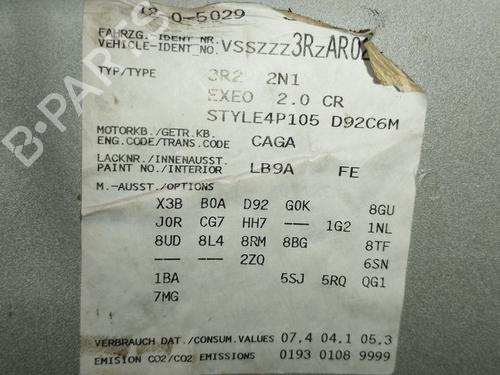 0-5029
FAHRZG.-IDENT NR.
VEHICLE-IDENT NO: VSSZZZ3RZAR02
TYP/TYPE 3R2 2N1
EXEO 2.0 CR
STYLE4P105 D92C6M
MOTORKB./GETR.KB.
ENG.CODE/TRANS.CODE CAGA
LACKNR./INNENAUSST.
PAINT NO./INTERIOR LB9A FE
M.-AUSST./OPTIONS
X3B B0A D92 G0K 8GU
J0R CG7 HH7 --- 1G2 1NL
8UD 8L4 8RM 8BG 8TF
--- --- 2ZQ 6SN
1BA 5SJ 5RQ QG1
7MG
VERBRAUCH DAT./CONSUM.VALUES 07.4 04.1 05.3
EMISION CO2/CO2 EMISSIONS 0193 0108 9999